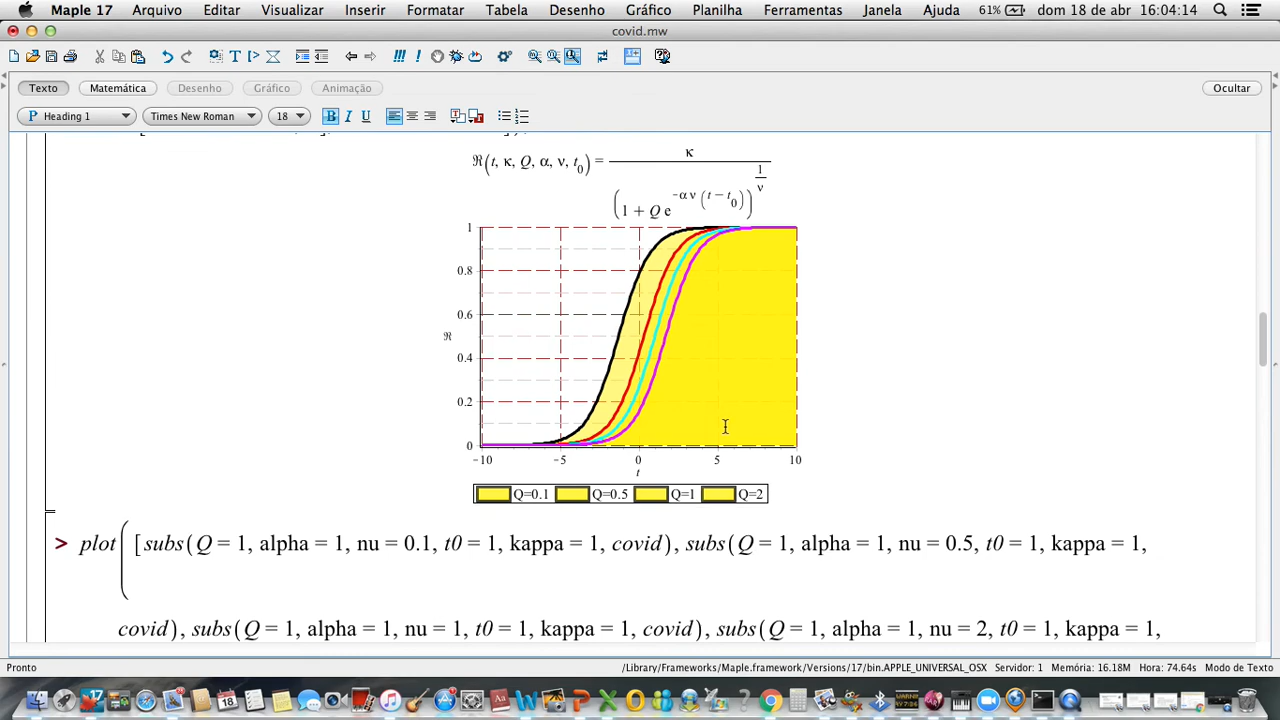 Maple 17 Arquivo Editar Visualizar Inserir Formatar Tabela Desenho Gráfico Planilha Ferramentas Janela Ajuda 61% dom 18 de abr 16:04:14
covid.mw
Texto Matemática Desenho Gráfico Animação Ocultar
P Heading 1 Times New Roman 18 B I U
ℜ(t, κ, Q, α, ν, t0) = κ / (1 + Q e^(-α ν (t − t0)))^(1/ν)
1
0.8
0.6
ℜ
0.4
0.2
0
-10 -5 0 5 10
t
Q=0.1 Q=0.5 Q=1 Q=2
> plot([subs(Q = 1, alpha = 1, nu = 0.1, t0 = 1, kappa = 1, covid), subs(Q = 1, alpha = 1, nu = 0.5, t0 = 1, kappa = 1,
covid), subs(Q = 1, alpha = 1, nu = 1, t0 = 1, kappa = 1, covid), subs(Q = 1, alpha = 1, nu = 2, t0 = 1, kappa = 1,
Pronto /Library/Frameworks/Maple.framework/Versions/17/bin.APPLE_UNIVERSAL_OSX Servidor: 1 Memória: 16.18M Hora: 74.64s Modo de Texto